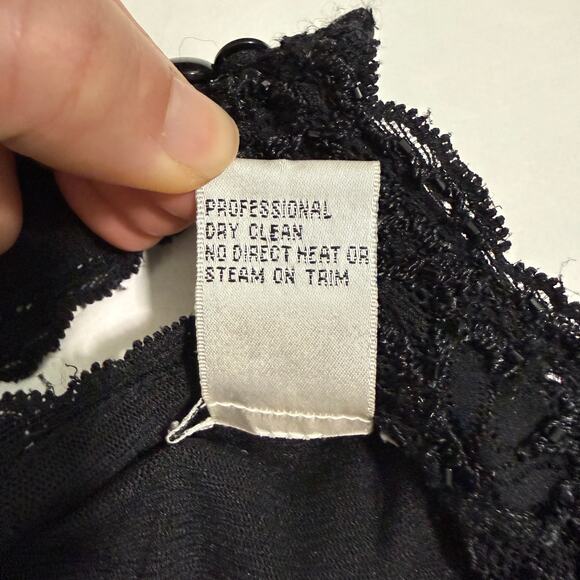 PROFESSIONAL
DRY CLEAN
NO DIRECT HEAT OR
STEAM ON TRIM